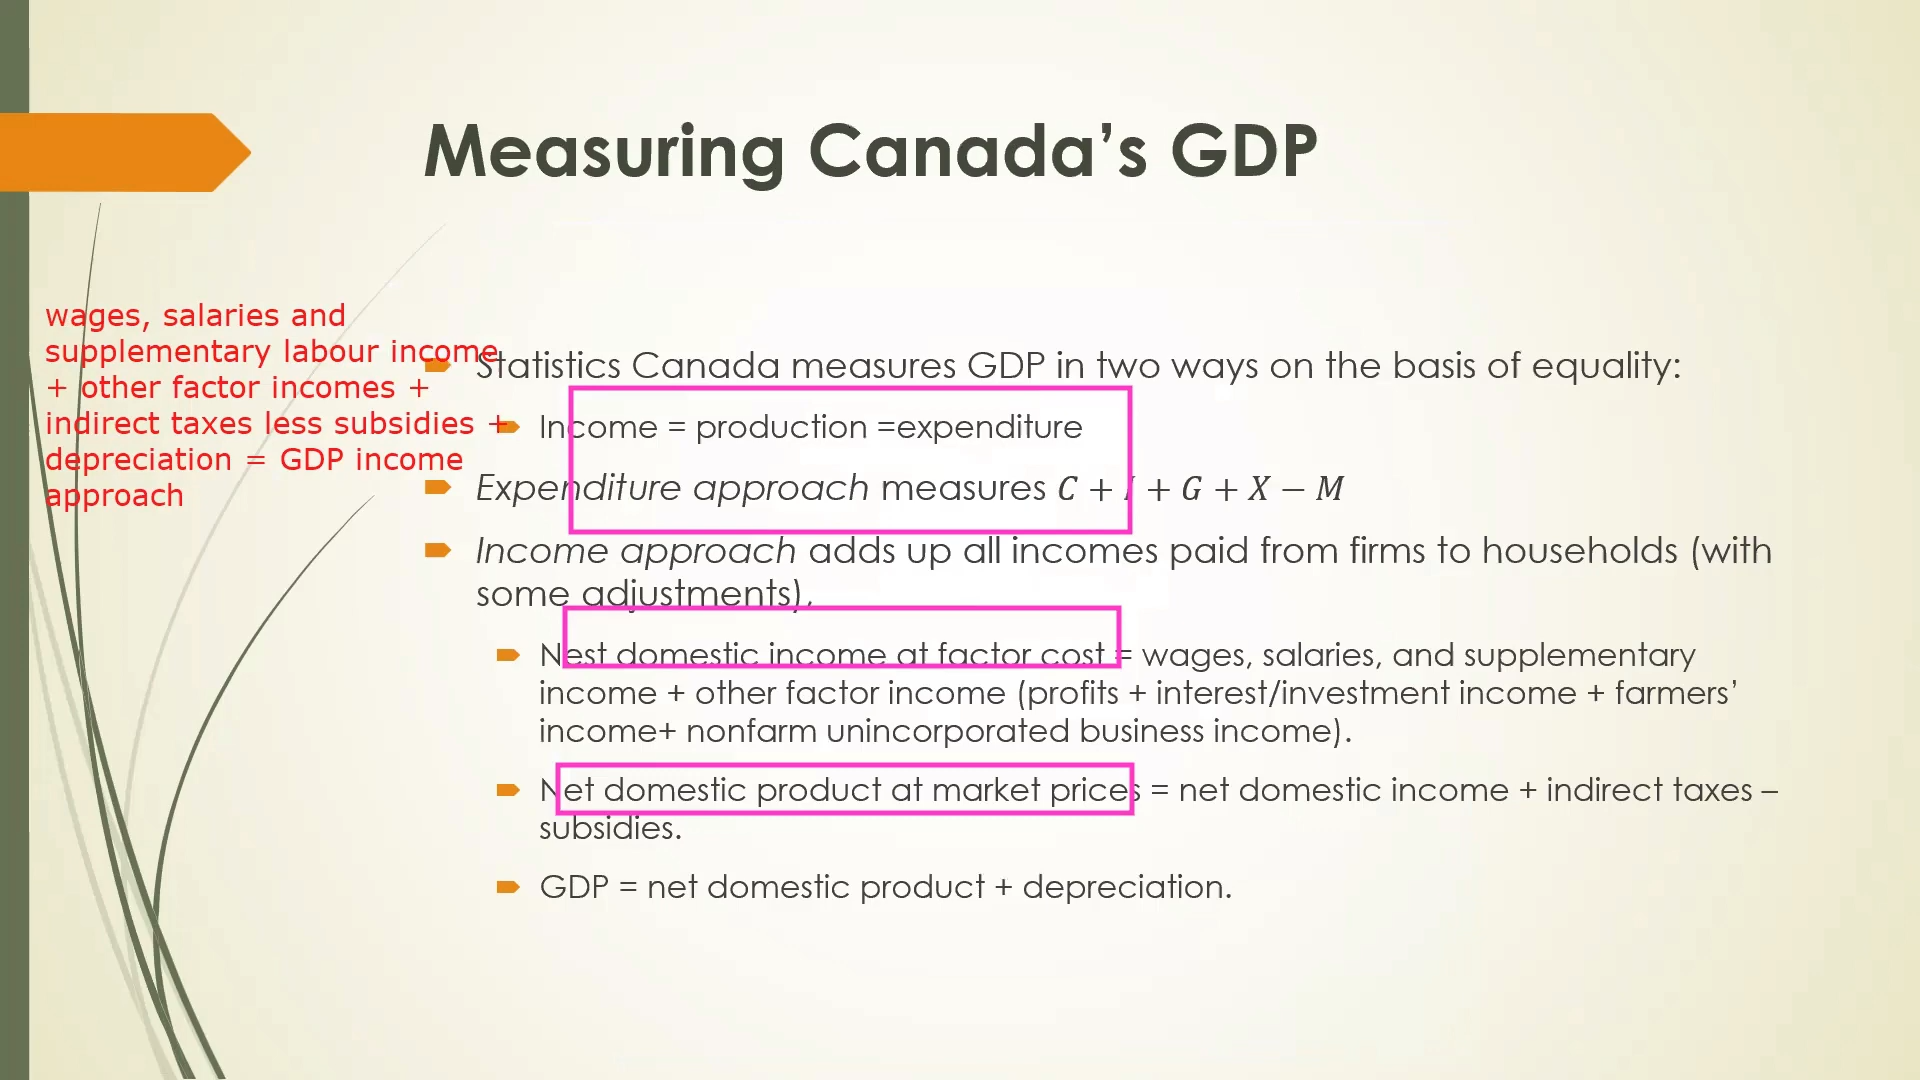 Measuring Canada’s GDP
wages, salaries and
supplementary labour income
+ other factor incomes +
indirect taxes less subsidies +
depreciation = GDP income
approach
Statistics Canada measures GDP in two ways on the basis of equality:
Income = production =expenditure
Expenditure approach measures C + I + G + X − M
Income approach adds up all incomes paid from firms to households (with
some adjustments),
Nest domestic income at factor cost = wages, salaries, and supplementary
income + other factor income (profits + interest/investment income + farmers’
income+ nonfarm unincorporated business income).
Net domestic product at market prices = net domestic income + indirect taxes –
subsidies.
GDP = net domestic product + depreciation.